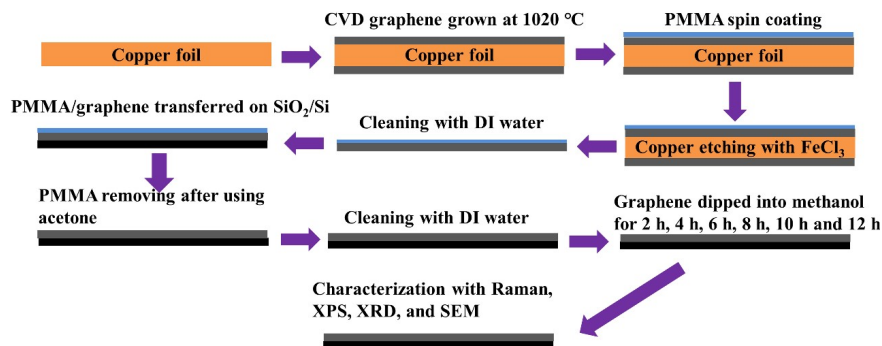 Copper foil
CVD graphene grown at 1020 °C
Copper foil
PMMA spin coating
Copper foil
Copper etching with FeCl₃
Cleaning with DI water
PMMA/graphene transferred on SiO₂/Si
PMMA removing after using
acetone
Cleaning with DI water
Graphene dipped into methanol
for 2 h, 4 h, 6 h, 8 h, 10 h and 12 h
Characterization with Raman,
XPS, XRD, and SEM